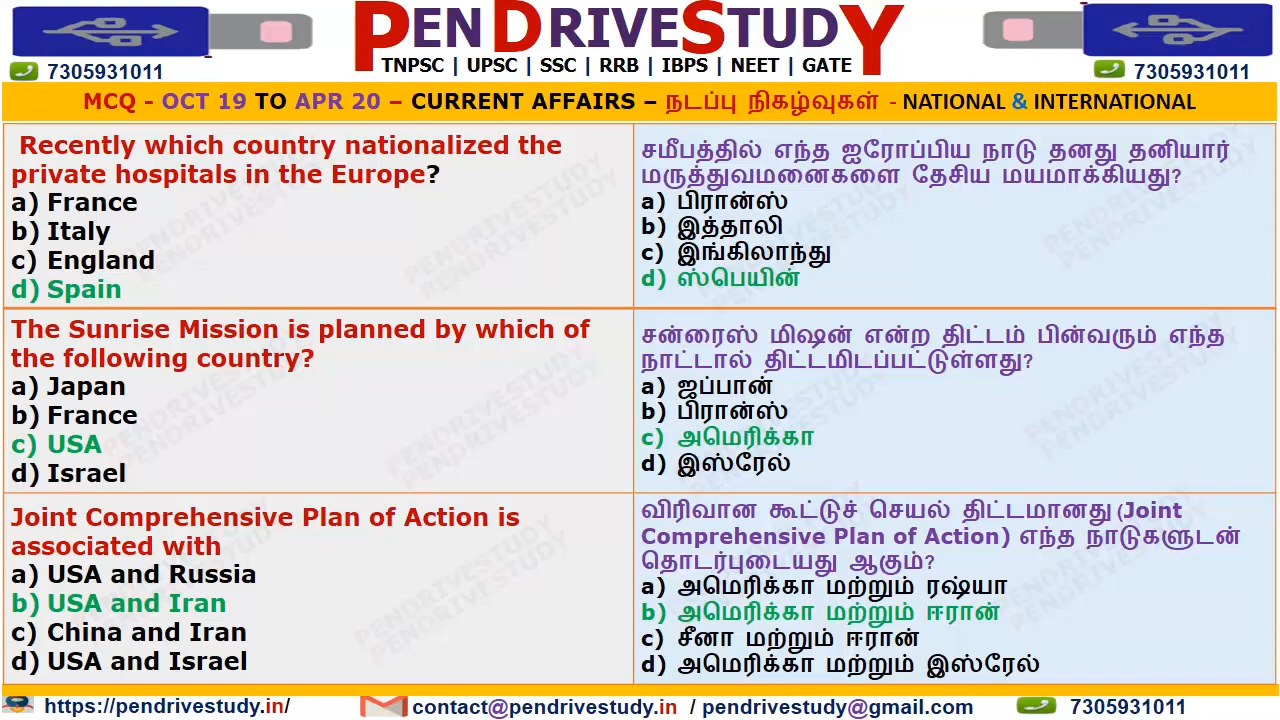 PENDRIVESTUDY
7305931011
TNPSC | UPSC | SSC | RRB | IBPS | NEET | GATE
7305931011
MCQ - OCT 19 TO APR 20 – CURRENT AFFAIRS – நடப்பு நிகழ்வுகள் - NATIONAL & INTERNATIONAL
Recently which country nationalized the
private hospitals in the Europe?
a) France
b) Italy
c) England
d) Spain
சமீபத்தில் எந்த ஐரோப்பிய நாடு தனது தனியார்
மருத்துவமனைகளை தேசிய மயமாக்கியது?
a) பிரான்ஸ்
b) இத்தாலி
c) இங்கிலாந்து
d) ஸ்பெயின்
The Sunrise Mission is planned by which of
the following country?
a) Japan
b) France
c) USA
d) Israel
சன்ரைஸ் மிஷன் என்ற திட்டம் பின்வரும் எந்த
நாட்டால் திட்டமிடப்பட்டுள்ளது?
a) ஜப்பான்
b) பிரான்ஸ்
c) அமெரிக்கா
d) இஸ்ரேல்
Joint Comprehensive Plan of Action is
associated with
a) USA and Russia
b) USA and Iran
c) China and Iran
d) USA and Israel
விரிவான கூட்டுச் செயல் திட்டமானது (Joint
Comprehensive Plan of Action) எந்த நாடுகளுடன்
தொடர்புடையது ஆகும்?
a) அமெரிக்கா மற்றும் ரஷ்யா
b) அமெரிக்கா மற்றும் ஈரான்
c) சீனா மற்றும் ஈரான்
d) அமெரிக்கா மற்றும் இஸ்ரேல்
https://pendrivestudy.in/
contact@pendrivestudy.in / pendrivestudy@gmail.com
7305931011